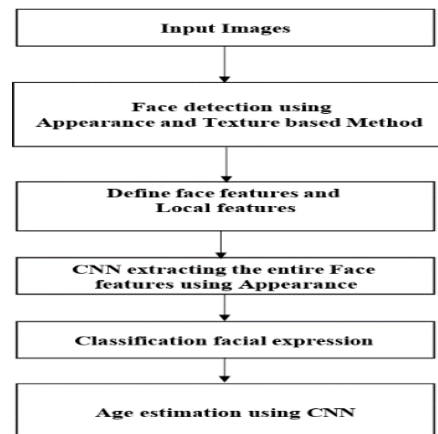 Input Images
Face detection using
Appearance and Texture based Method
Define face features and
Local features
CNN extracting the entire Face
features using Appearance
Classification facial expression
Age estimation using CNN